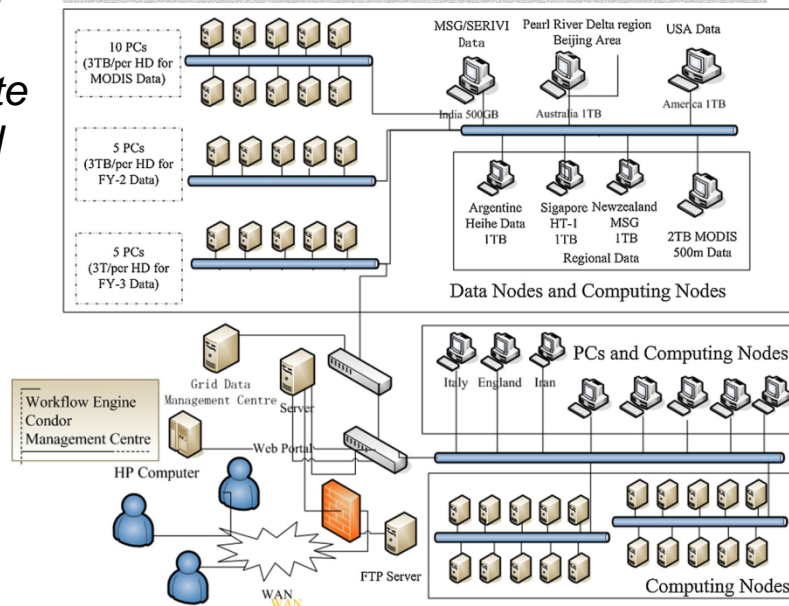 te
10 PCs
(3TB/per HD for
MODIS Data)
5 PCs
(3TB/per HD for
FY-2 Data)
5 PCs
(3T/per HD for
FY-3 Data)
MSG/SERIVI
Data
India 500GB
Pearl River Delta region
Beijing Area
Australia 1TB
USA Data
America 1TB
Argentine
Heihe Data
1TB
Sigapore
HT-1
1TB
Newzealand
MSG
1TB
2TB MODIS
500m Data
Regional Data
Data Nodes and Computing Nodes
Grid Data
Management Centre
Server
Workflow Engine
Condor
Management Centre
Web Portal
HP Computer
Italy
England
Iran
PCs and Computing Nodes
FTP Server
WAN
WAN
Computing Nodes